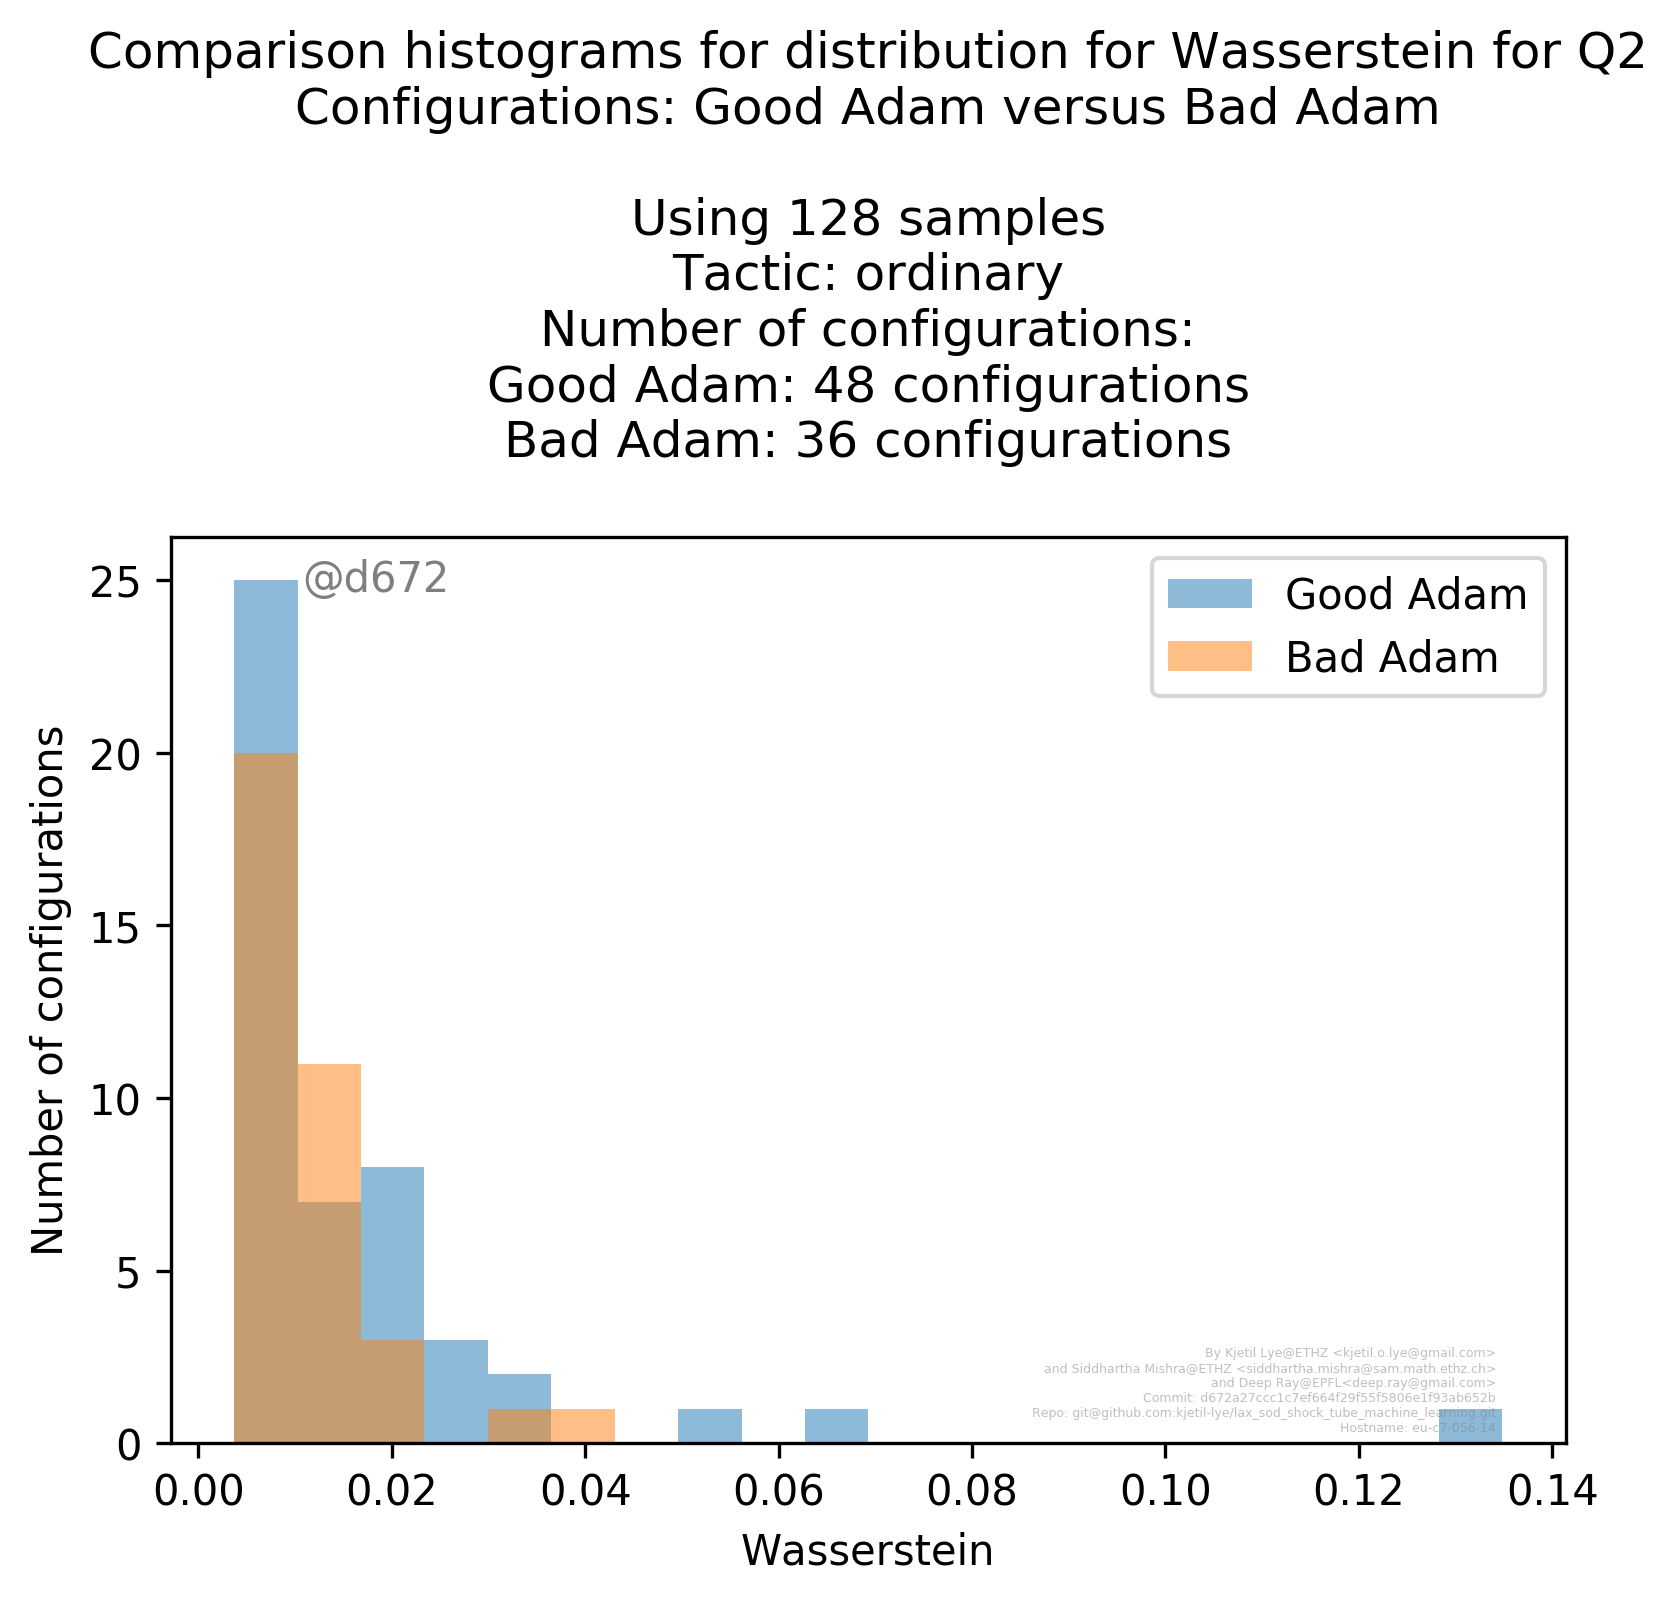 Comparison histograms for distribution for Wasserstein for Q2
Configurations: Good Adam versus Bad Adam
Using 128 samples
Tactic: ordinary
Number of configurations:
Good Adam: 48 configurations
Bad Adam: 36 configurations
@d672
Good Adam
Bad Adam
Number of configurations
25
20
15
10
5
0
By Kjetil Lye@ETHZ <kjetil.o.lye@gmail.com>
and Siddhartha Mishra@ETHZ <siddhartha.mishra@sam.math.ethz.ch>
and Deep Ray@EPFL<deep.ray@gmail.com>
Commit: d672a27ccc1c7ef664f29f55f5806e1f93ab652b
Repo: git@github.com:kjetil-lye/lax_sod_shock_tube_machine_learning.git
Hostname: eu-c7-056-14
0.00 0.02 0.04 0.06 0.08 0.10 0.12 0.14
Wasserstein